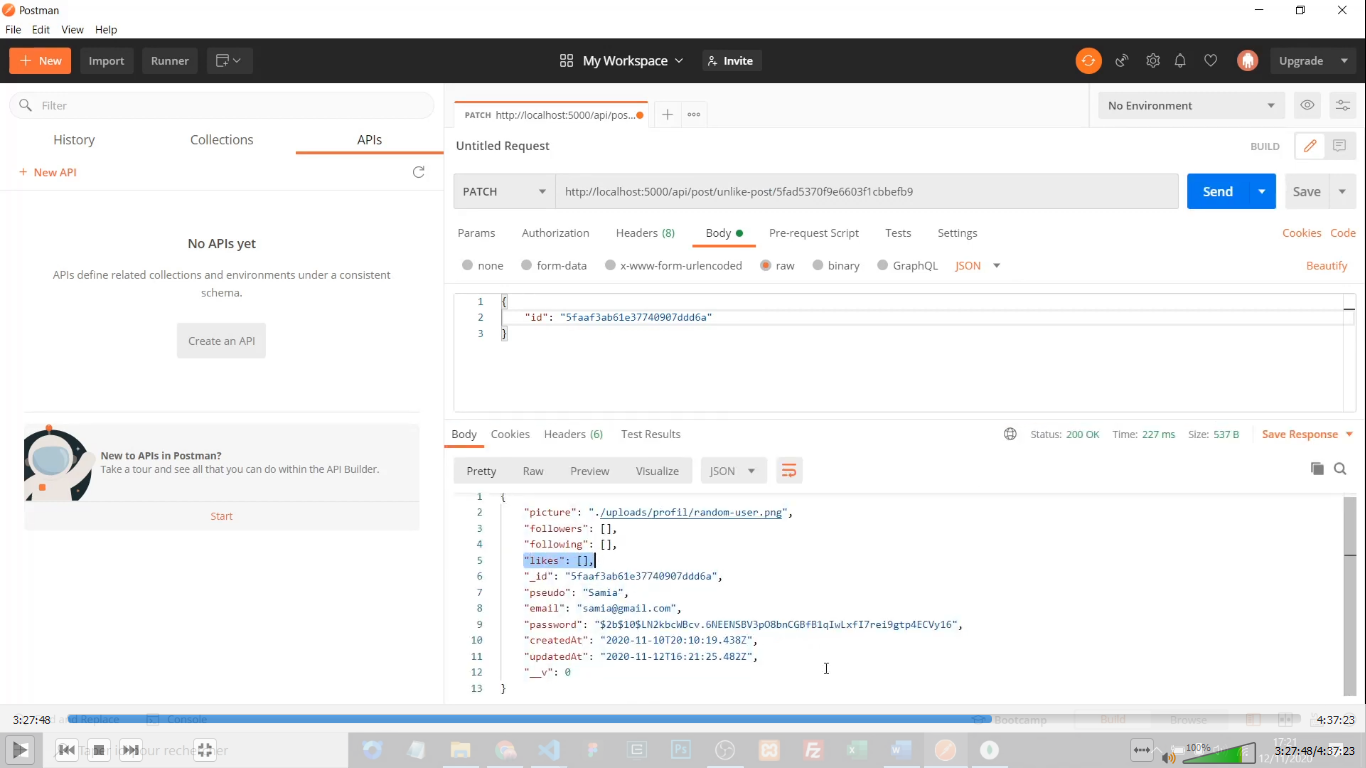 Postman
File Edit View Help
+ New Import Runner My Workspace Invite Upgrade
Filter
History Collections APIs
+ New API
No APIs yet
APIs define related collections and environments under a consistent
schema.
Create an API
New to APIs in Postman?
Take a tour and see all that you can do within the API Builder.
Start
PATCH http://localhost:5000/api/pos... + ooo No Environment
Untitled Request BUILD
PATCH http://localhost:5000/api/post/unlike-post/5fad5370f9e6603f1cbbefb9 Send Save
Params Authorization Headers (8) Body Pre-request Script Tests Settings Cookies Code
none form-data x-www-form-urlencoded raw binary GraphQL JSON Beautify
1 {
2 "id": "5faaf3ab61e37740907ddd6a"
3 }
Body Cookies Headers (6) Test Results Status: 200 OK Time: 227 ms Size: 537 B Save Response
Pretty Raw Preview Visualize JSON
1 {
2 "picture": "./uploads/profil/random-user.png",
3 "followers": [],
4 "following": [],
5 "likes": [],
6 "_id": "5faaf3ab61e37740907ddd6a",
7 "pseudo": "Samia",
8 "email": "samia@gmail.com",
9 "password": "$2b$10$LN2kbcWBcv.6NEENSBV3pO8bnCGBfB1qIwLxfI7rei9gtp4ECVy16",
10 "createdAt": "2020-11-10T20:10:19.438Z",
11 "updatedAt": "2020-11-12T16:21:25.482Z",
12 "__v": 0
13 }
3:27:48 and Replace Console Bootcamp Build Browse 4:37:23
our rechercher 100% 17:21
12/11/2020 3:27:48/4:37:23